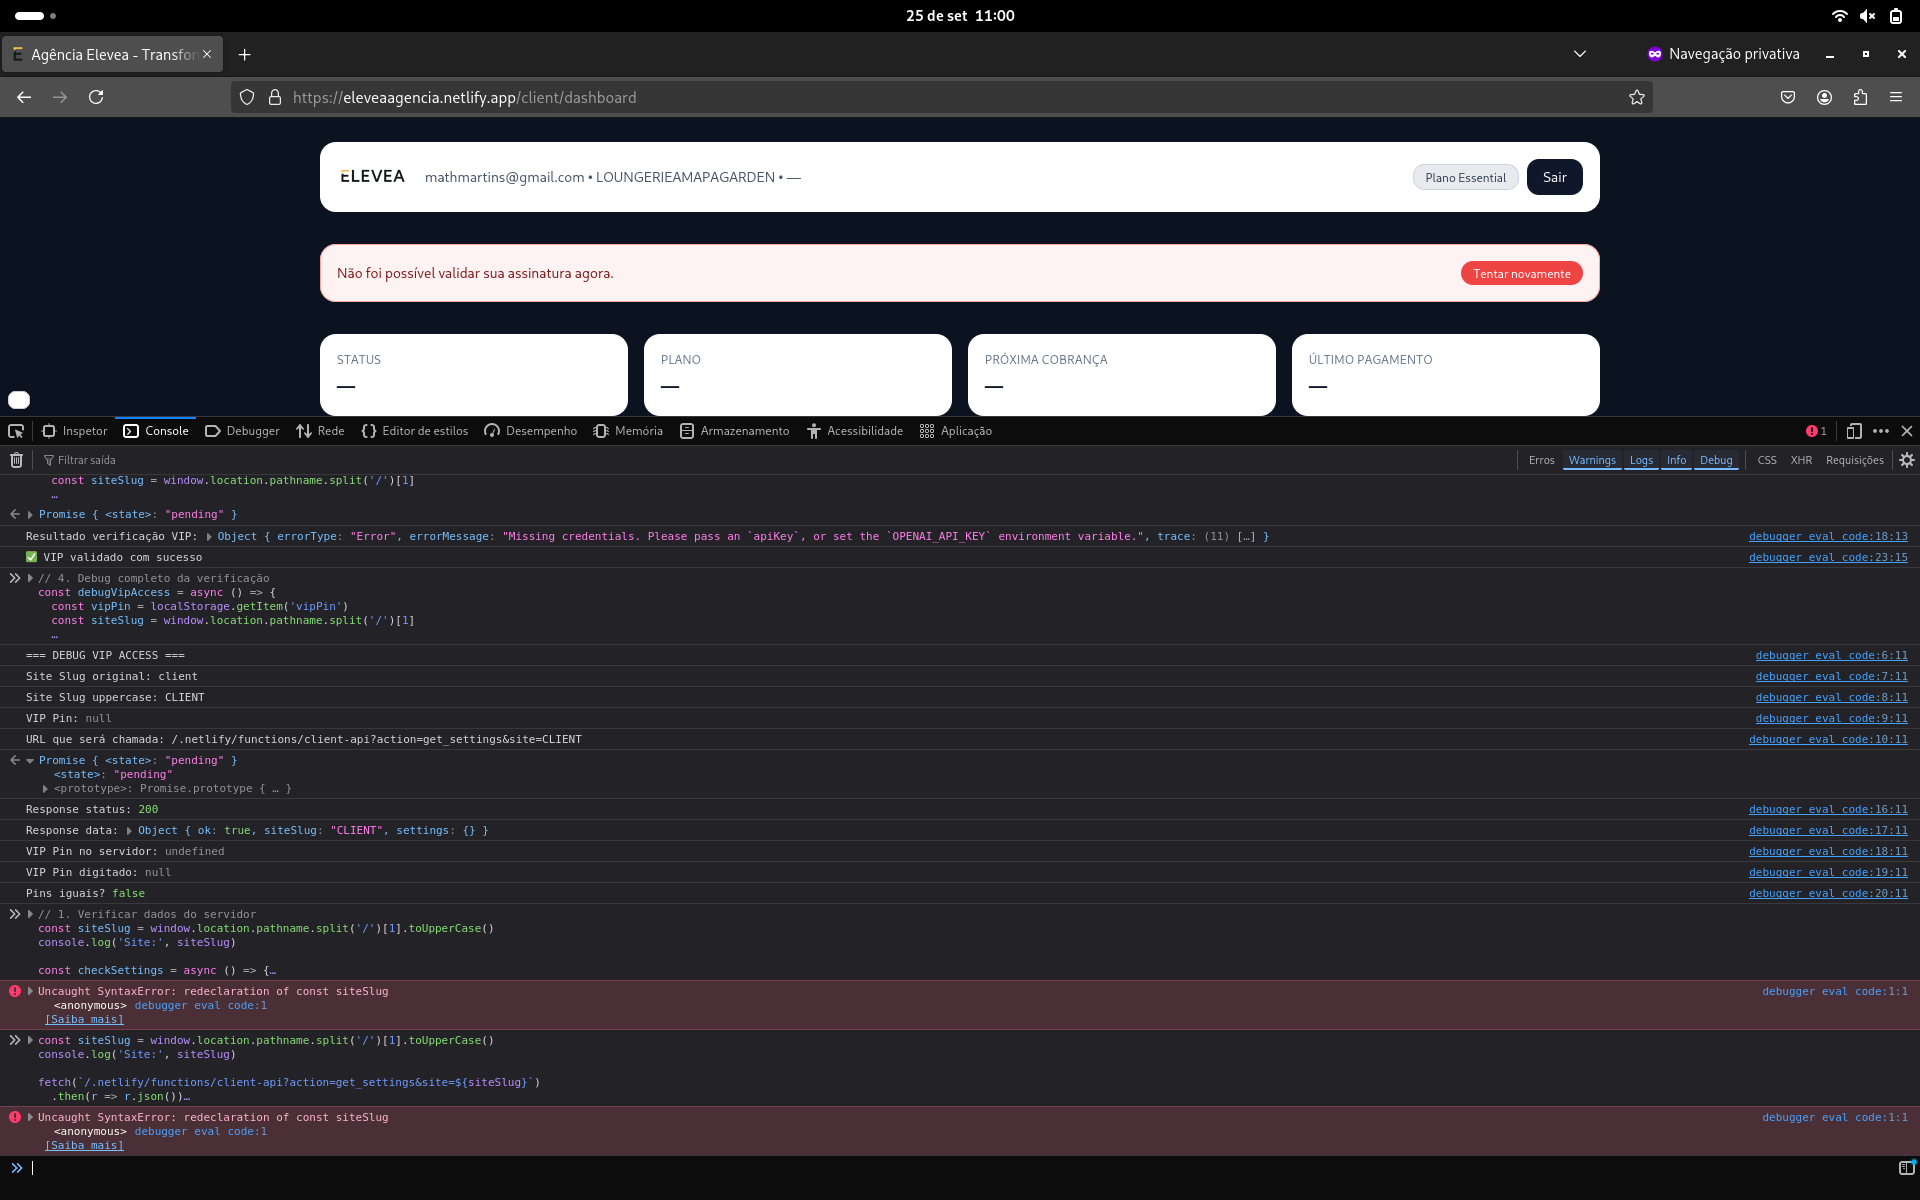 25 de set 11:00
Agência Elevea - Transfor
Navegação privativa
https://eleveaagencia.netlify.app/client/dashboard
ELEVEA
mathmartins@gmail.com • LOUNGERIEAMAPAGARDEN • —
Plano Essential
Sair
Não foi possível validar sua assinatura agora.
Tentar novamente
STATUS
—
PLANO
—
PRÓXIMA COBRANÇA
—
ÚLTIMO PAGAMENTO
—
Inspetor Console Debugger Rede Editor de estilos Desempenho Memória Armazenamento Acessibilidade Aplicação 1
Filtrar saída Erros Warnings Logs Info Debug CSS XHR Requisições
const siteSlug = window.location.pathname.split('/')[1]
…
Promise { <state>: "pending" }
Resultado verificação VIP: Object { errorType: "Error", errorMessage: "Missing credentials. Please pass an `apiKey`, or set the `OPENAI_API_KEY` environment variable.", trace: (11) […] } debugger eval code:18:13
✅ VIP validado com sucesso debugger eval code:23:15
// 4. Debug completo da verificação
const debugVipAccess = async () => {
const vipPin = localStorage.getItem('vipPin')
const siteSlug = window.location.pathname.split('/')[1]
…
=== DEBUG VIP ACCESS === debugger eval code:6:11
Site Slug original: client debugger eval code:7:11
Site Slug uppercase: CLIENT debugger eval code:8:11
VIP Pin: null debugger eval code:9:11
URL que será chamada: /.netlify/functions/client-api?action=get_settings&site=CLIENT debugger eval code:10:11
Promise { <state>: "pending" }
<state>: "pending"
<prototype>: Promise.prototype { … }
Response status: 200 debugger eval code:16:11
Response data: Object { ok: true, siteSlug: "CLIENT", settings: {} } debugger eval code:17:11
VIP Pin no servidor: undefined debugger eval code:18:11
VIP Pin digitado: null debugger eval code:19:11
Pins iguais? false debugger eval code:20:11
// 1. Verificar dados do servidor
const siteSlug = window.location.pathname.split('/')[1].toUpperCase()
console.log('Site:', siteSlug)
const checkSettings = async () => {…
Uncaught SyntaxError: redeclaration of const siteSlug debugger eval code:1:1
<anonymous> debugger eval code:1
[Saiba mais]
const siteSlug = window.location.pathname.split('/')[1].toUpperCase()
console.log('Site:', siteSlug)
fetch(`/.netlify/functions/client-api?action=get_settings&site=${siteSlug}`)
.then(r => r.json())…
Uncaught SyntaxError: redeclaration of const siteSlug debugger eval code:1:1
<anonymous> debugger eval code:1
[Saiba mais]